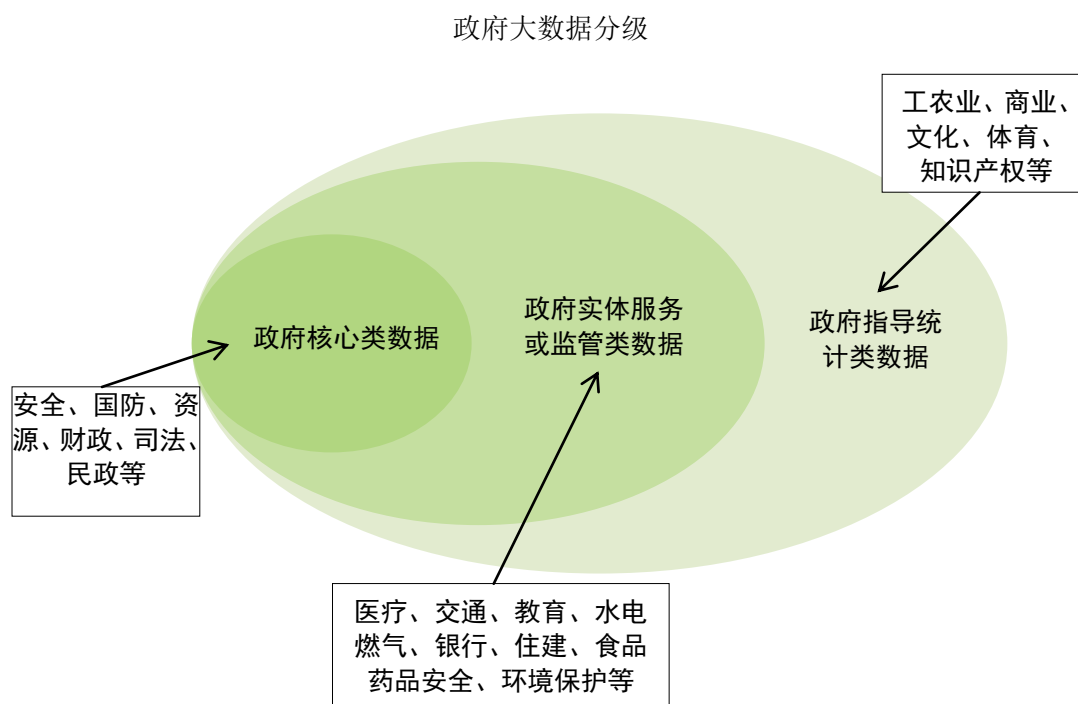 政府大数据分级
工农业、商业、
文化、体育、
知识产权等
政府核心类数据
政府实体服务
或监管类数据
政府指导统
计类数据
安全、国防、资
源、财政、司法、
民政等
医疗、交通、教育、水电
燃气、银行、住建、食品
药品安全、环境保护等